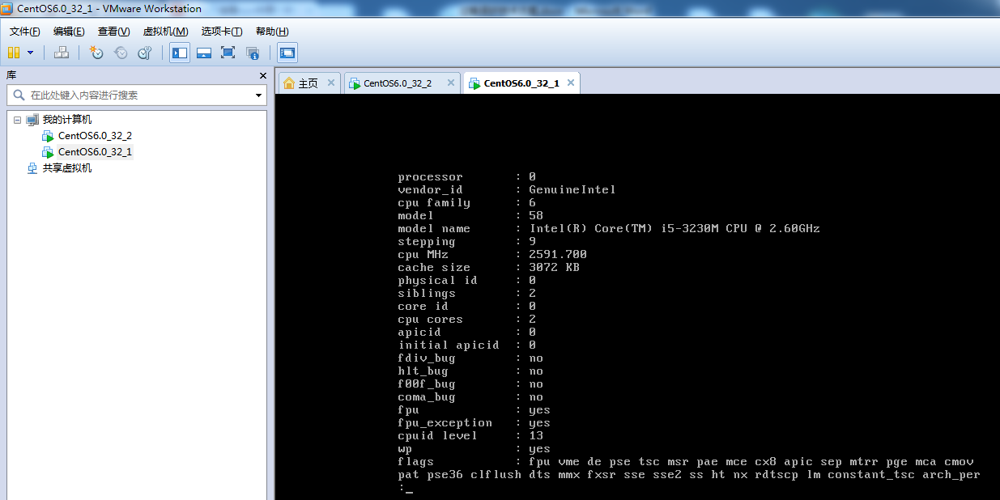 CentOS6.0_32_1 - VMware Workstation
文件(F) 编辑(E) 查看(V) 虚拟机(M) 选项卡(T) 帮助(H)
库
在此处键入内容进行搜索
我的计算机
CentOS6.0_32_2
CentOS6.0_32_1
共享虚拟机
主页 CentOS6.0_32_2 CentOS6.0_32_1
processor : 0
vendor_id : GenuineIntel
cpu family : 6
model : 58
model name : Intel(R) Core(TM) i5-3230M CPU @ 2.60GHz
stepping : 9
cpu MHz : 2591.700
cache size : 3072 KB
physical id : 0
siblings : 2
core id : 0
cpu cores : 2
apicid : 0
initial apicid : 0
fdiv_bug : no
hlt_bug : no
f00f_bug : no
coma_bug : no
fpu : yes
fpu_exception : yes
cpuid level : 13
wp : yes
flags : fpu vme de pse tsc msr pae mce cx8 apic sep mtrr pge mca cmov
pat pse36 clflush dts mmx fxsr sse sse2 ss ht nx rdtscp lm constant_tsc arch_per
:_